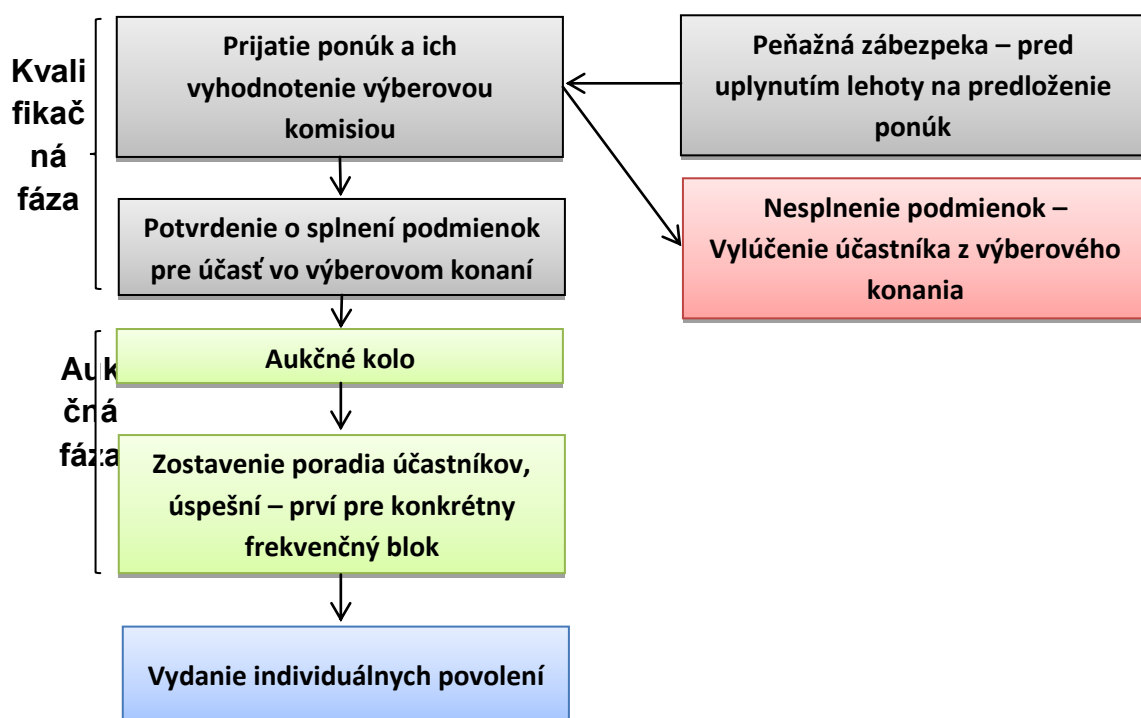 Kvali
fikač
ná
fáza
Prijatie ponúk a ich
vyhodnotenie výberovou
komisiou
Peňažná zábezpeka – pred
uplynutím lehoty na predloženie
ponúk
Potvrdenie o splnení podmienok
pre účasť vo výberovom konaní
Nesplnenie podmienok –
Vylúčenie účastníka z výberového
konania
Auk
čná
fáza
Aukčné kolo
Zostavenie poradia účastníkov,
úspešní – prví pre konkrétny
frekvenčný blok
Vydanie individuálnych povolení